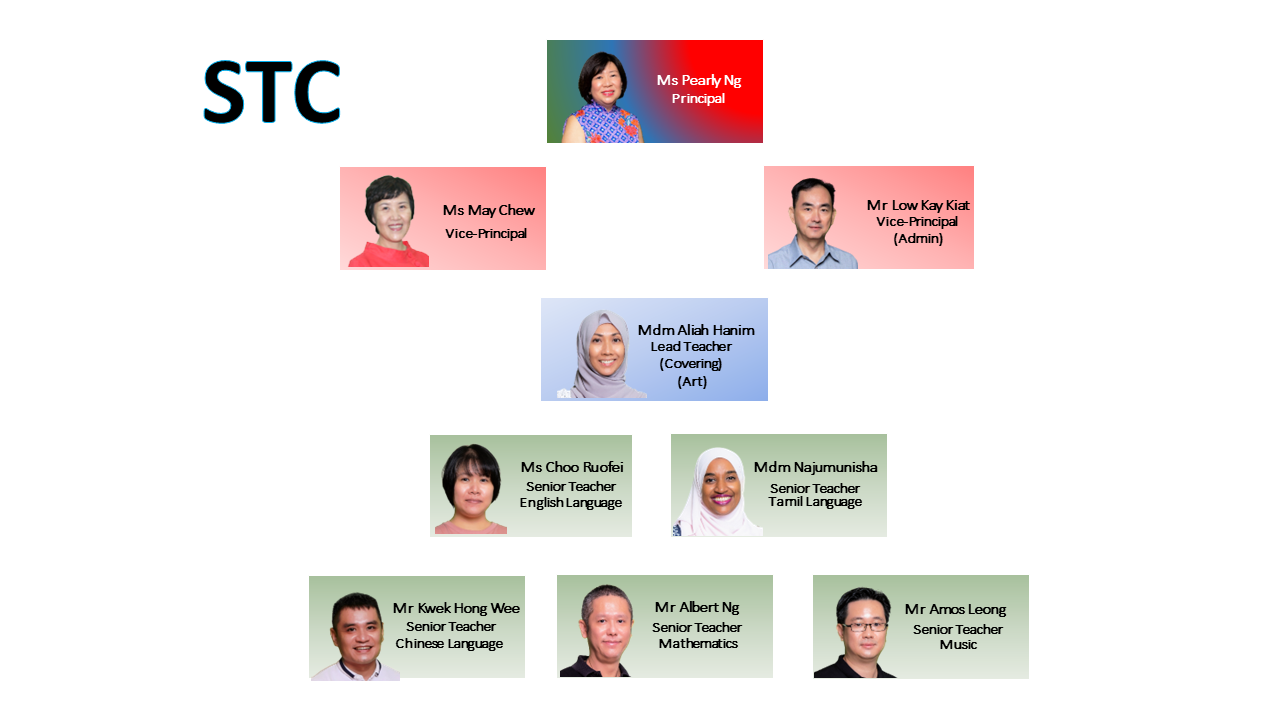 STC
Ms Pearly Ng
Principal
Ms May Chew
Vice-Principal
Mr Low Kay Kiat
Vice-Principal
(Admin)
Mdm Aliah Hanim
Lead Teacher
(Covering)
(Art)
Ms Choo Ruofei
Senior Teacher
English Language
Mdm Najumunisha
Senior Teacher
Tamil Language
Mr Kwek Hong Wee
Senior Teacher
Chinese Language
Mr Albert Ng
Senior Teacher
Mathematics
Mr Amos Leong
Senior Teacher
Music